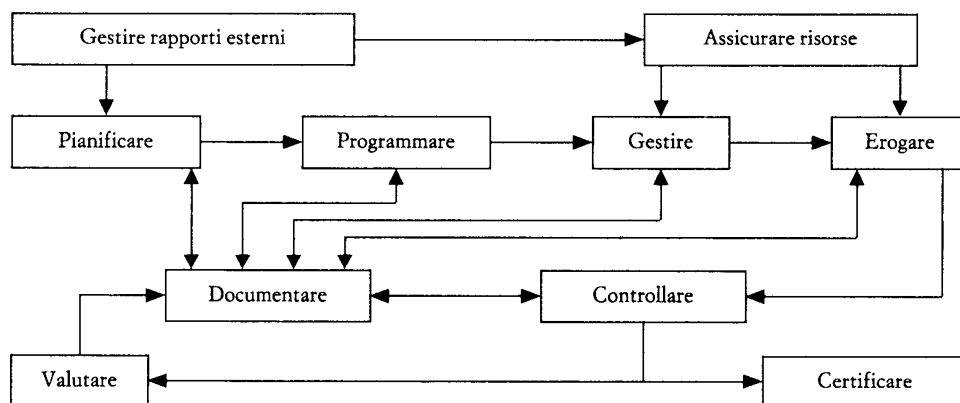 Gestire rapporti esterni
Assicurare risorse
Pianificare
Programmare
Gestire
Erogare
Documentare
Controllare
Valutare
Certificare